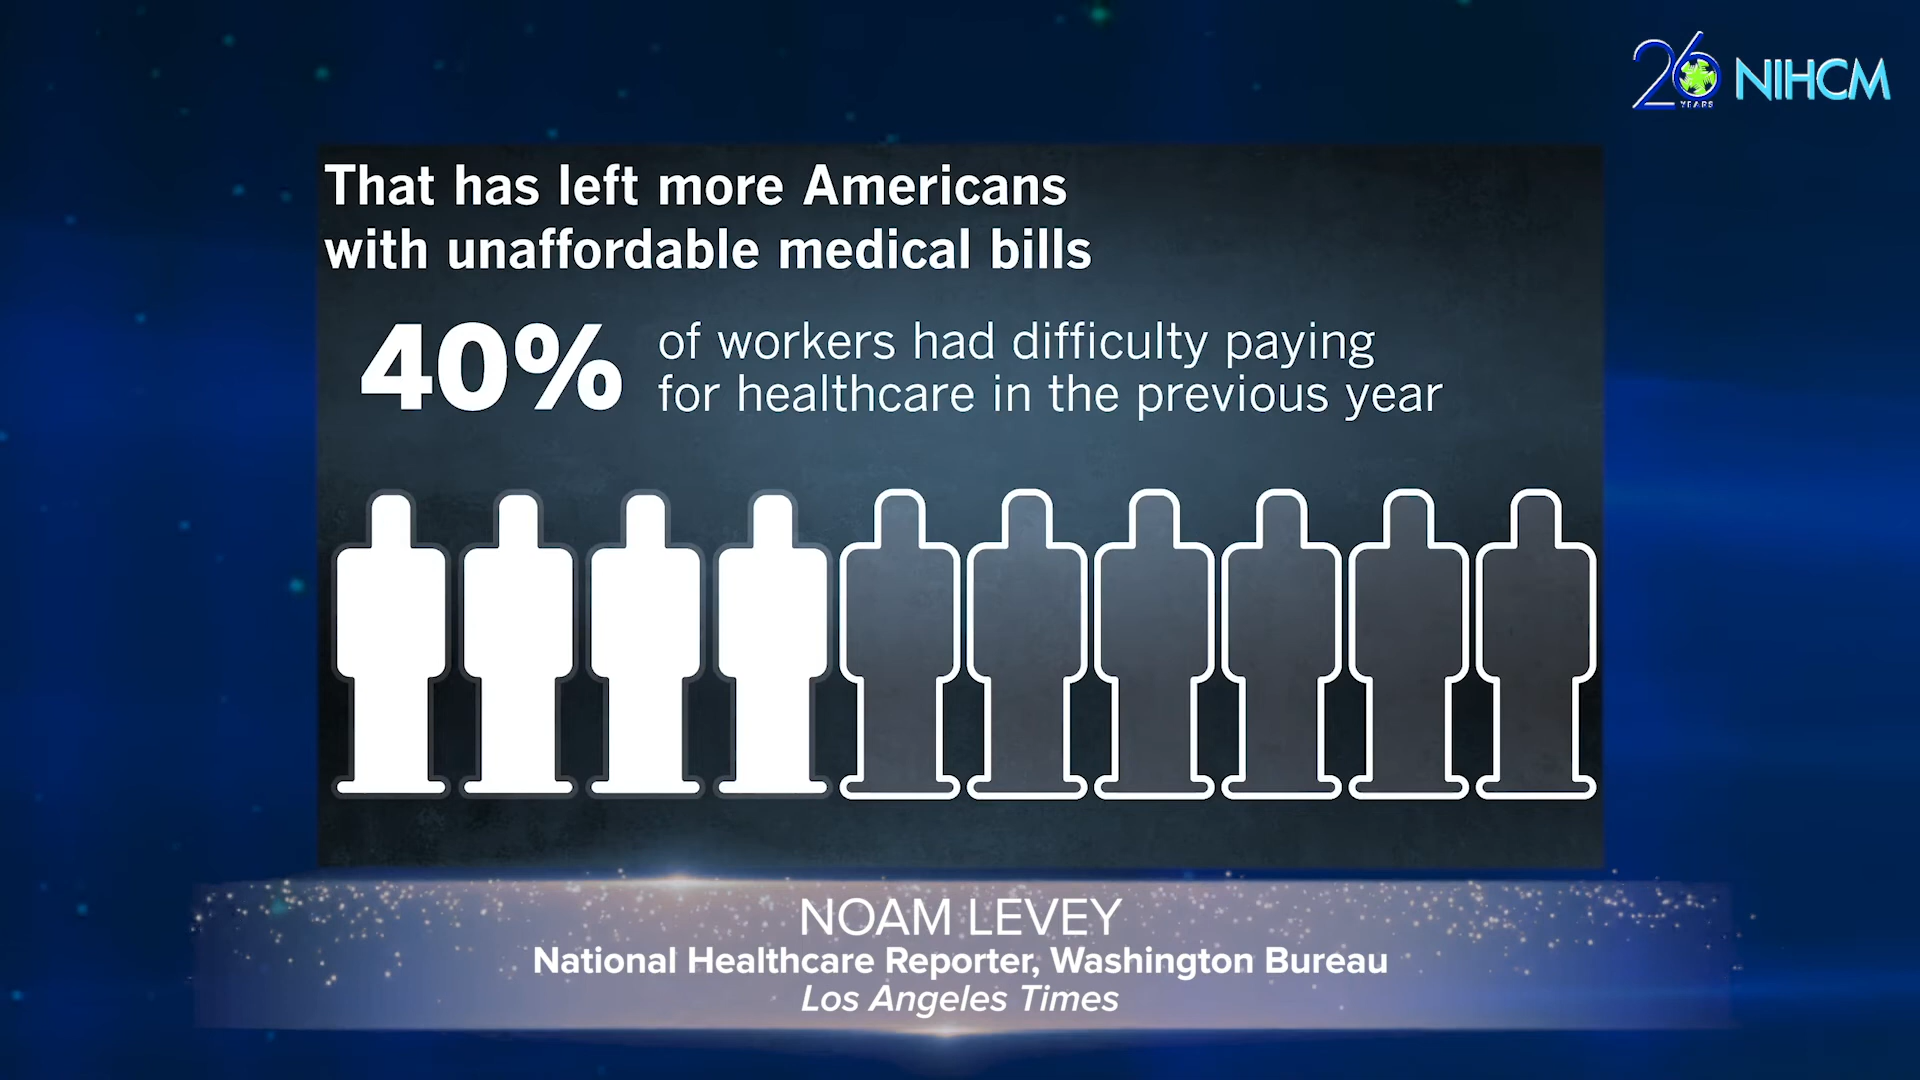 26 NIHCM
YEARS
That has left more Americans
with unaffordable medical bills
40% of workers had difficulty paying
for healthcare in the previous year
NOAM LEVEY
National Healthcare Reporter, Washington Bureau
Los Angeles Times